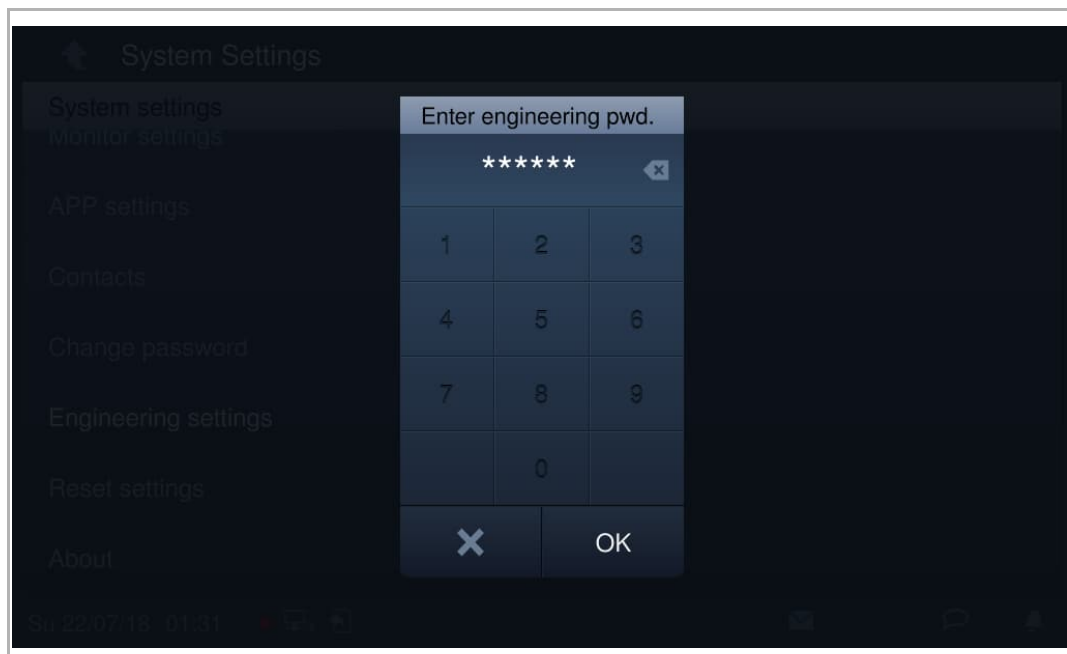 System Settings
System settings
Monitor settings
APP settings
Contacts
Change password
Engineering settings
Reset settings
About
Enter engineering pwd.
******
1 2 3
4 5 6
7 8 9
0
OK
Su 22/07/18 01:31